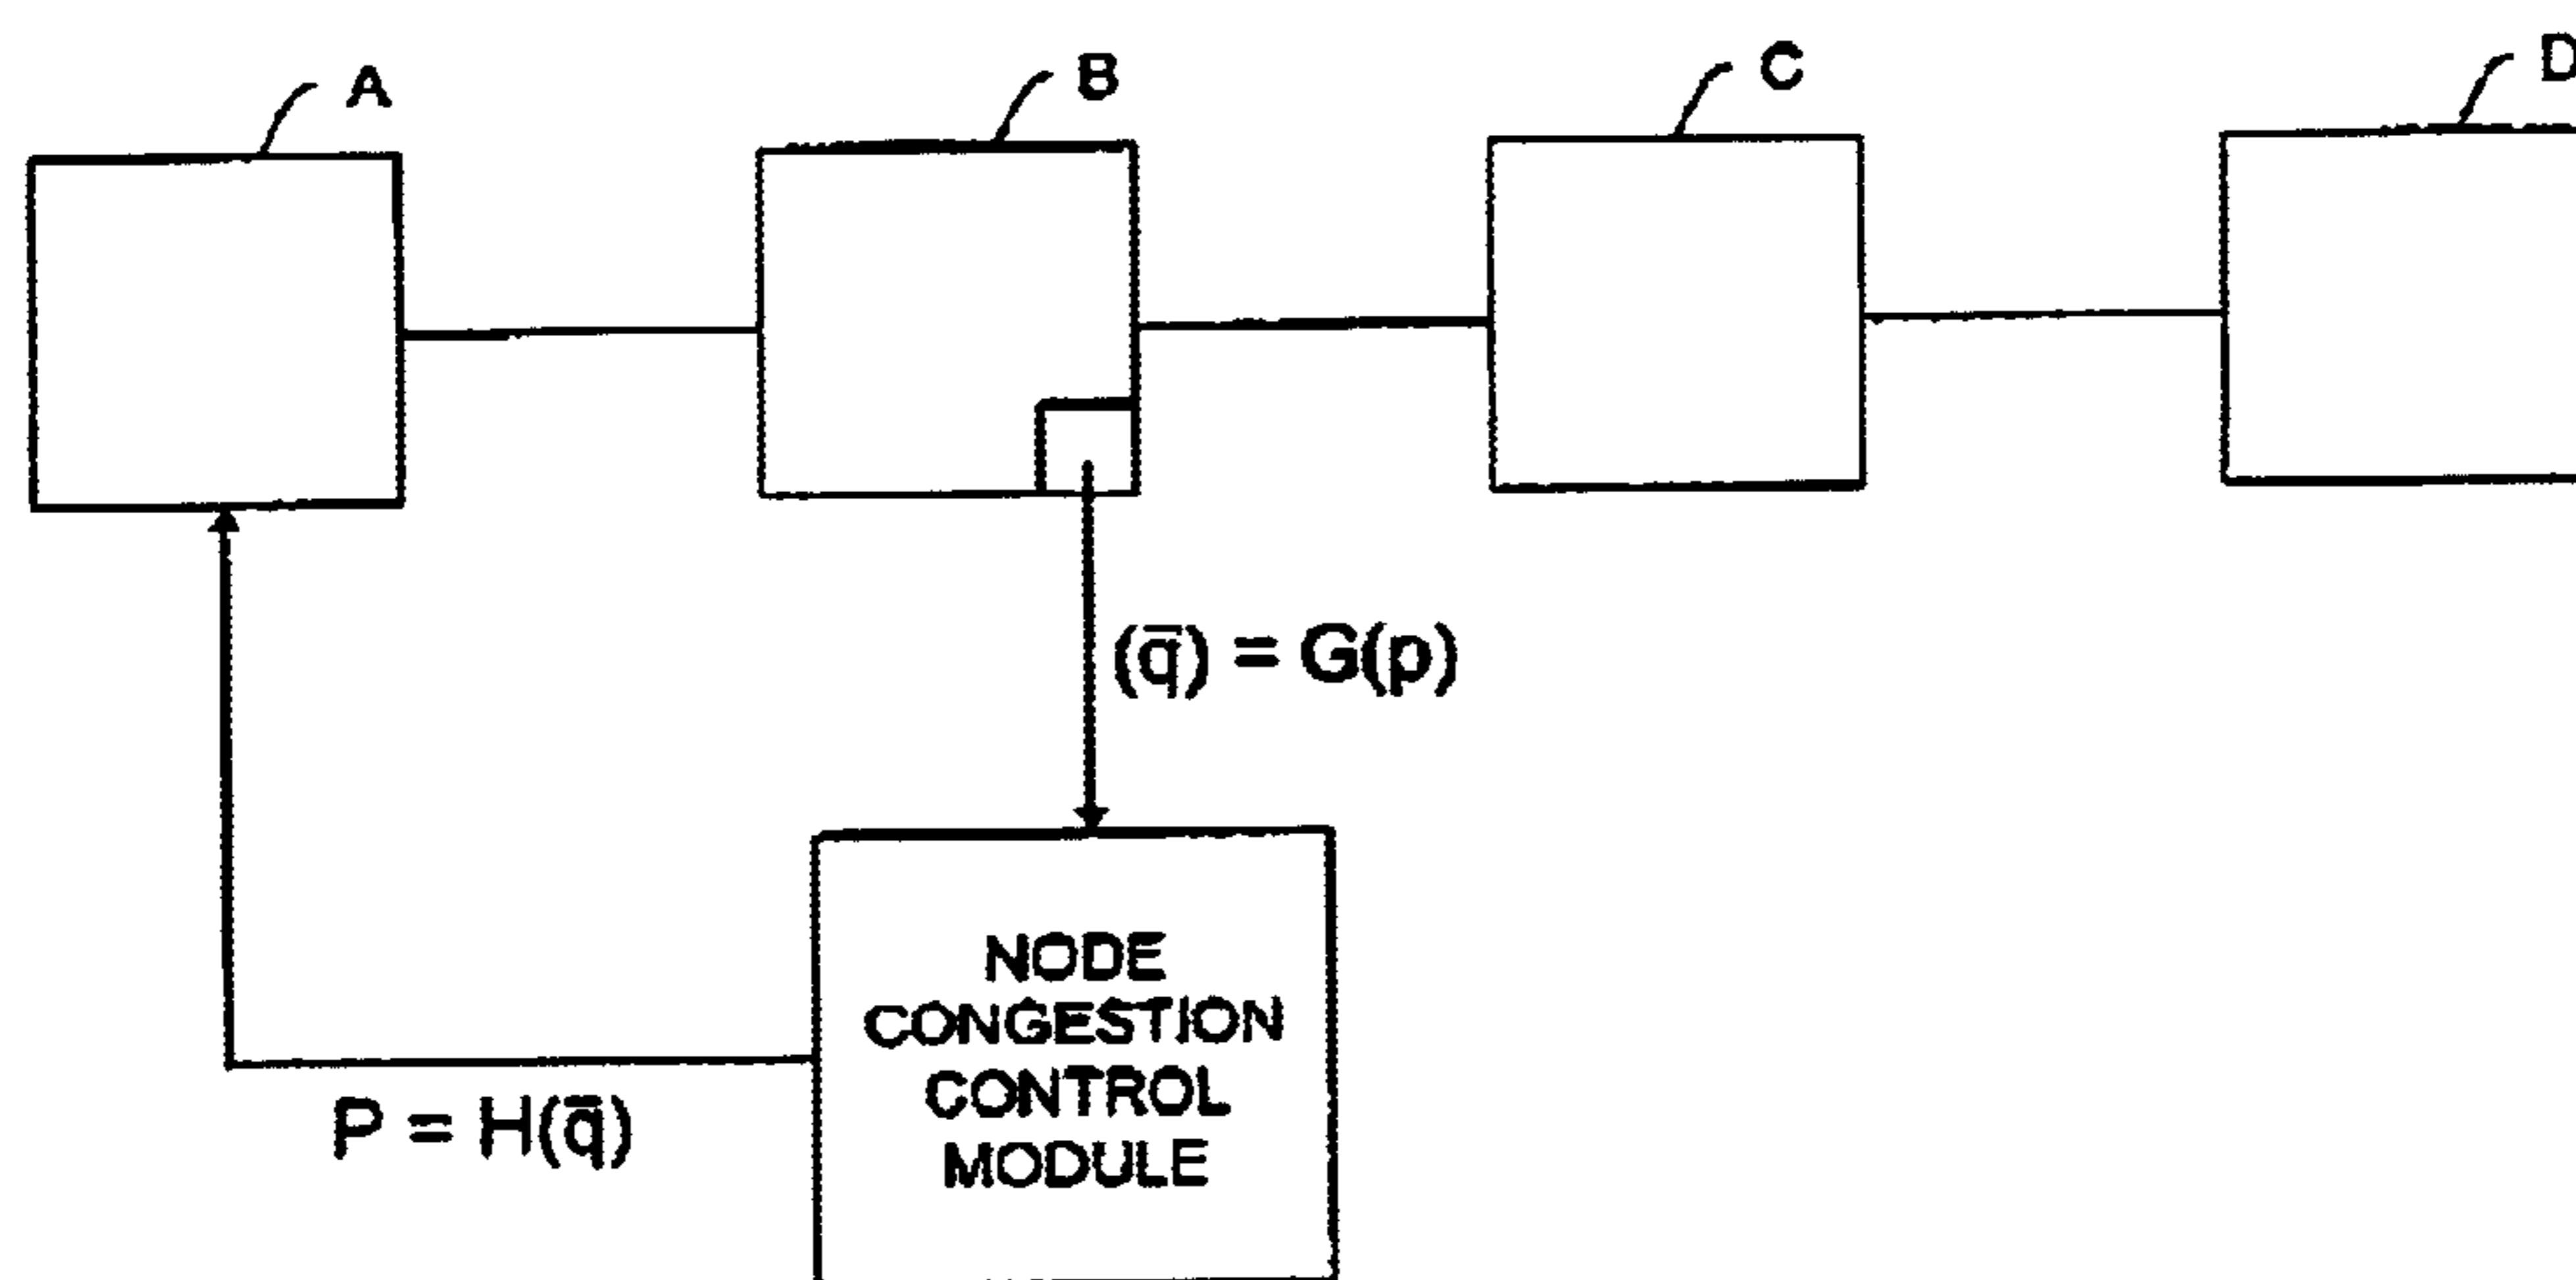 A
B
C
D
(q̄) = G(p)
NODE
CONGESTION
CONTROL
MODULE
P = H(q̄)